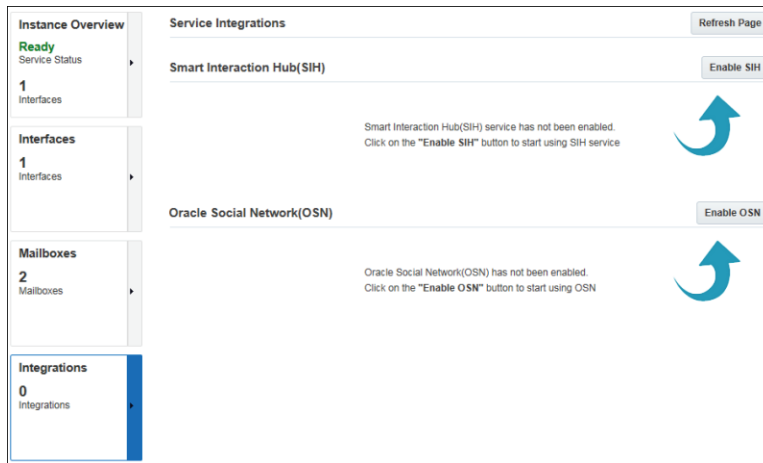 Instance Overview
Ready
Service Status
1
Interfaces
Interfaces
1
Interfaces
Mailboxes
2
Mailboxes
Integrations
0
Integrations
Service Integrations
Refresh Page
Smart Interaction Hub(SIH)
Enable SIH
Smart Interaction Hub(SIH) service has not been enabled.
Click on the "Enable SIH" button to start using SIH service
Oracle Social Network(OSN)
Enable OSN
Oracle Social Network(OSN) has not been enabled.
Click on the "Enable OSN" button to start using OSN